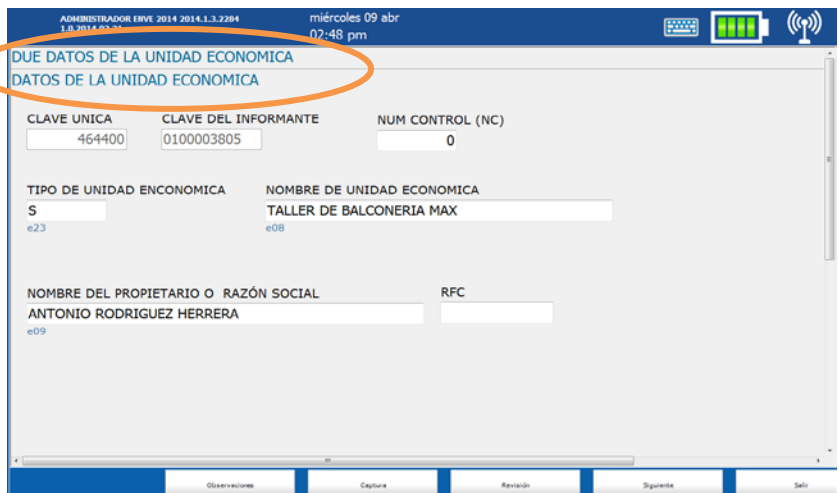 ADMINISTRADOR ENVE 2014 2014.1.3.2284
miércoles 09 abr
02:48 pm
DUE DATOS DE LA UNIDAD ECONOMICA
DATOS DE LA UNIDAD ECONOMICA
CLAVE UNICA CLAVE DEL INFORMANTE NUM CONTROL (NC)
464400 0100003805 0
TIPO DE UNIDAD ENCONOMICA NOMBRE DE UNIDAD ECONOMICA
S TALLER DE BALCONERIA MAX
e23 e08
NOMBRE DEL PROPIETARIO O RAZÓN SOCIAL RFC
ANTONIO RODRIGUEZ HERRERA
e09
Observaciones Captura Revisión Siguiente Salir